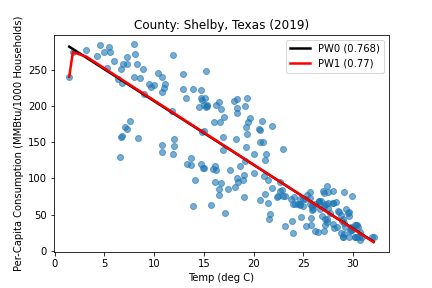 County: Shelby, Texas (2019)
PW0 (0.768)
PW1 (0.77)
Per-Capita Consumption (MMBtu/1000 Households)
250
200
150
100
50
0
0 5 10 15 20 25 30
Temp (deg C)